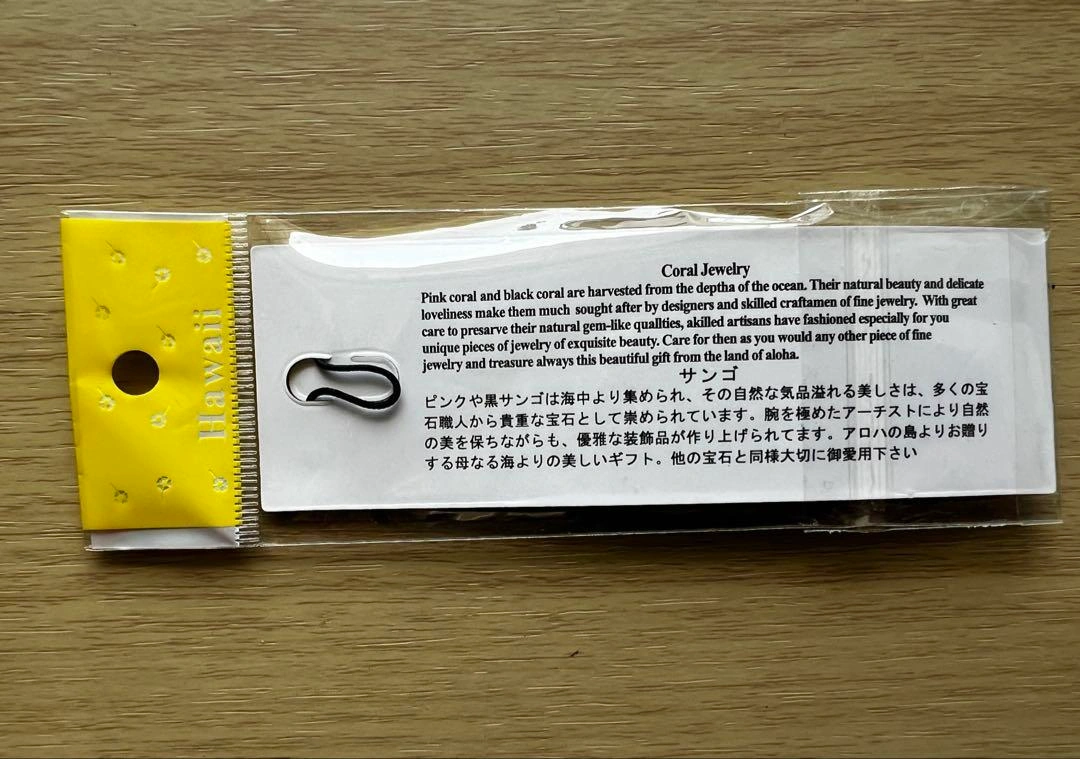 Hawaii
Coral Jewelry
Pink coral and black coral are harvested from the deptha of the ocean. Their natural beauty and delicate
loveliness make them much sought after by designers and skilled craftamen of fine jewelry. With great
care to presarve their natural gem-like quallties, akilled artisans have fashioned especially for you
unique pieces of jewelry of exquisite beauty. Care for then as you would any other piece of fine
jewelry and treasure always this beautiful gift from the land of aloha.
サンゴ
ピンクや黒サンゴは海中より集められ、その自然な気品溢れる美しさは、多くの宝
石職人から貴重な宝石として崇められています。腕を極めたアーチストにより自然
の美を保ちながらも、優雅な装飾品が作り上げられてます。アロハの島よりお贈り
する母なる海よりの美しいギフト。他の宝石と同様大切に御愛用下さい